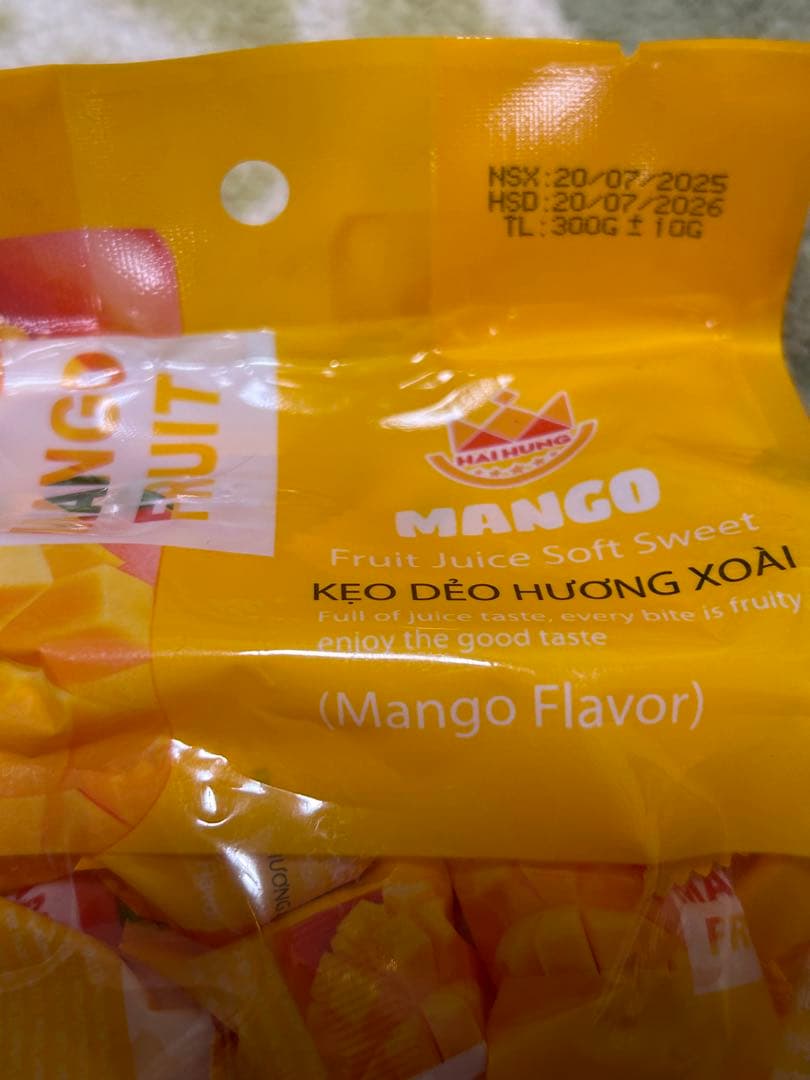 NSX:20/07/2025
HSD:20/07/2026
TL:300G ± 10G
MANGO
FRUIT
HAI HUNG
MANGO
Fruit Juice Soft Sweet
KẸO DẺO HƯƠNG XOÀI
Full of juice taste, every bite is fruity
enjoy the good taste
(Mango Flavor)